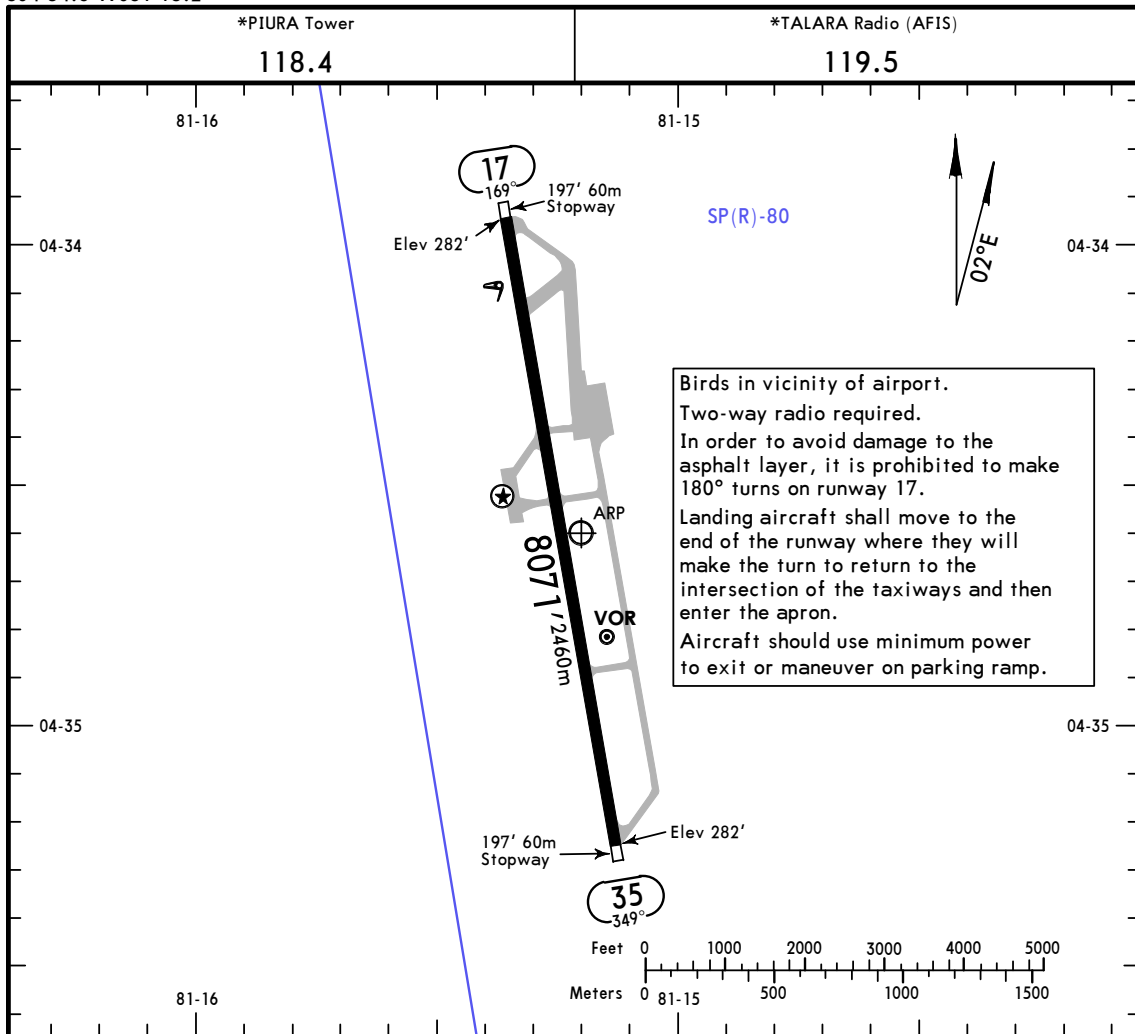 *PIURA Tower
118.4
*TALARA Radio (AFIS)
119.5
81-16
81-15
17
169°
197' 60m
Stopway
SP(R)-80
02°E
04-34
Elev 282'
04-34
Birds in vicinity of airport.
Two-way radio required.
In order to avoid damage to the
asphalt layer, it is prohibited to make
180° turns on runway 17.
Landing aircraft shall move to the
end of the runway where they will
make the turn to return to the
intersection of the taxiways and then
enter the apron.
Aircraft should use minimum power
to exit or maneuver on parking ramp.
ARP
8071' 2460m
VOR
04-35
04-35
Elev 282'
197' 60m
Stopway
35
349°
Feet 0 1000 2000 3000 4000 5000
Meters 0 500 1000 1500
81-16
81-15